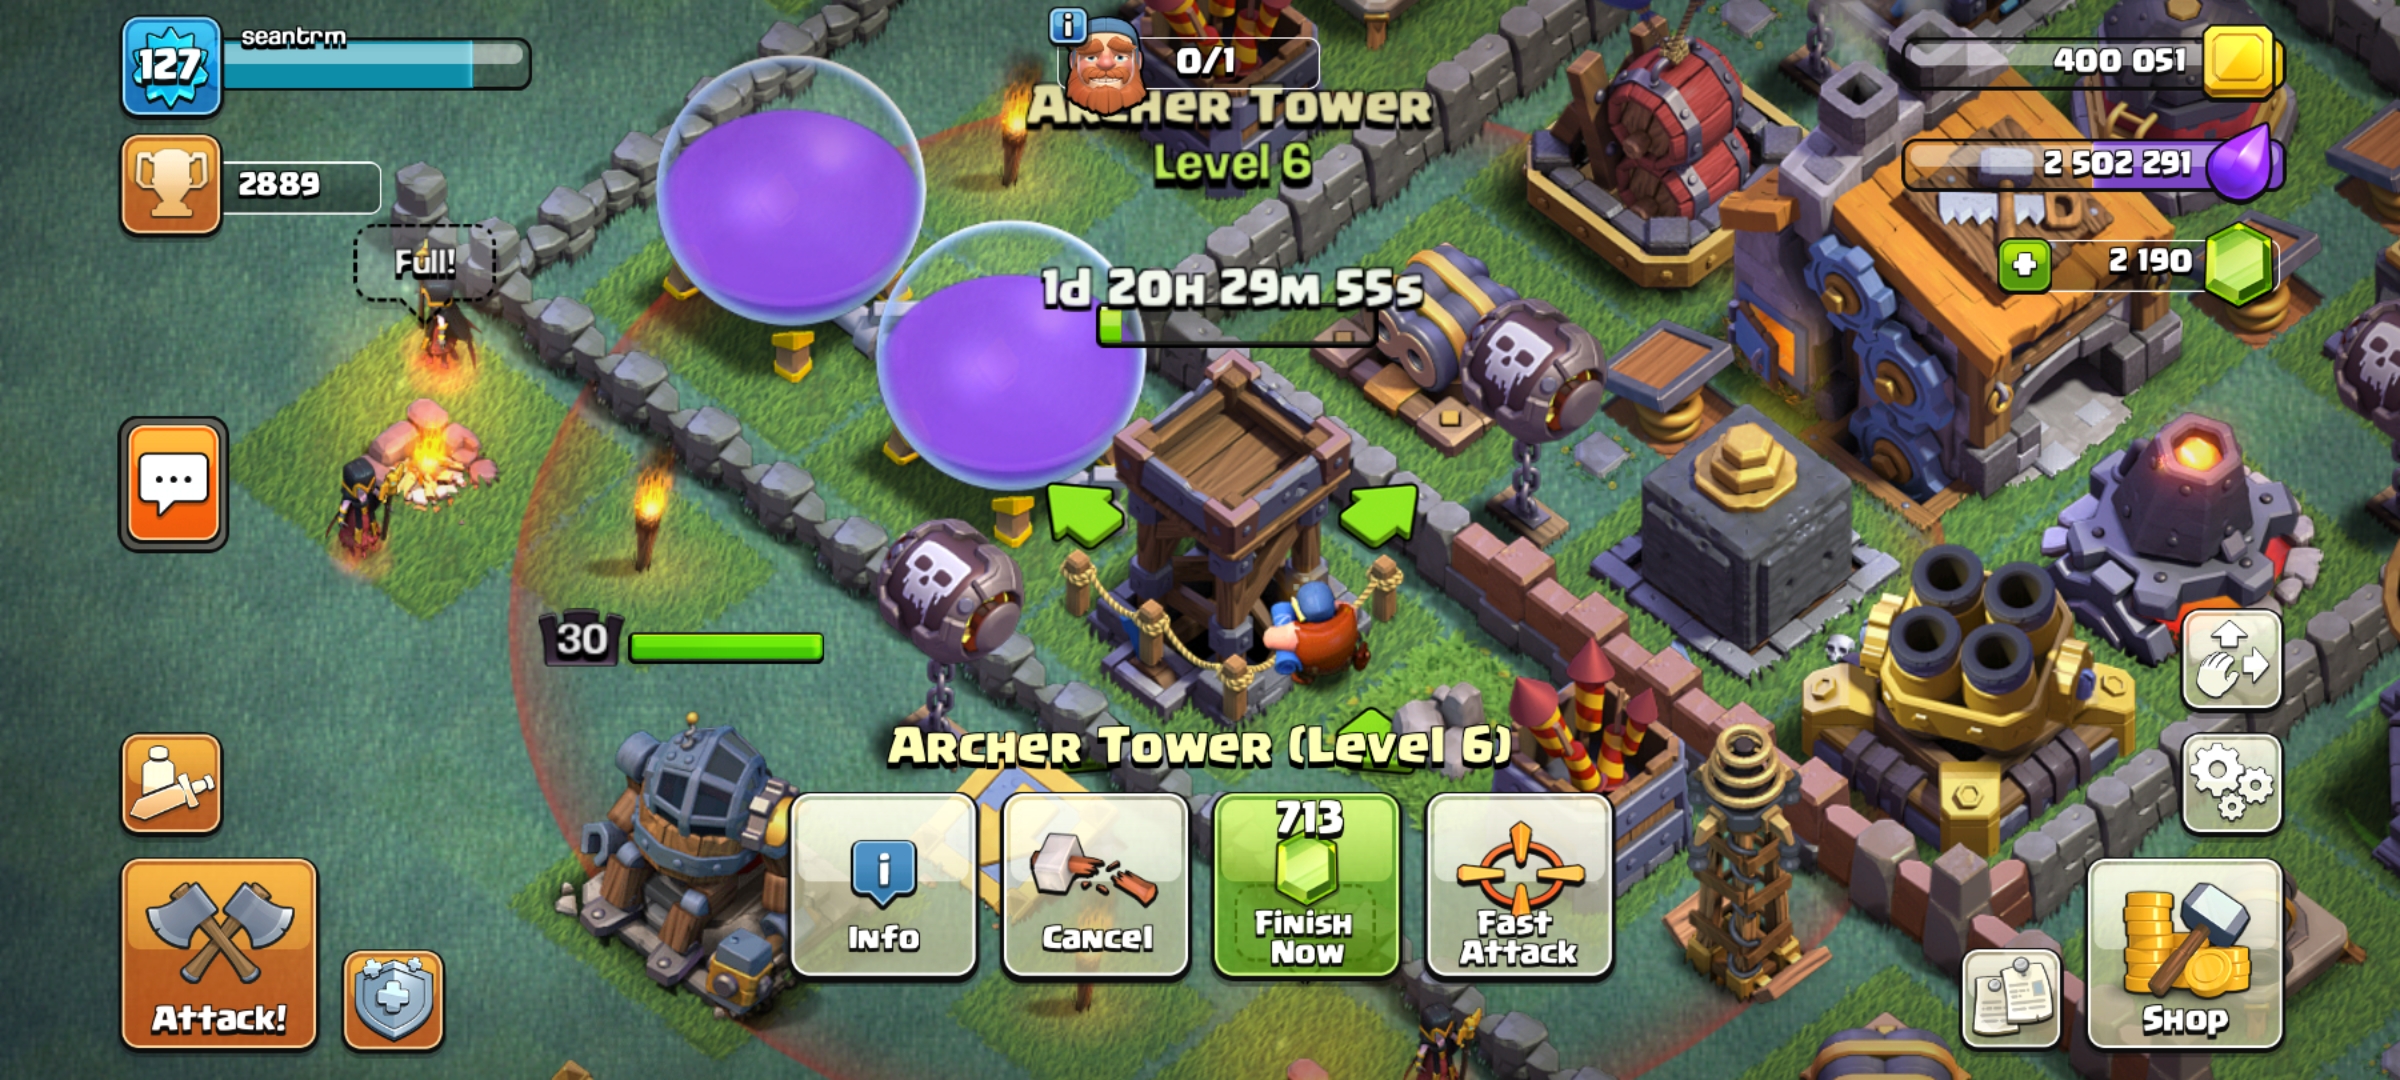 127
seantrm
0/1
400 051
Archer Tower
Level 6
2889
2 502 291
Full!
2 190
1d 20H 29M 55s
30
Archer Tower (Level 6)
713
Info
Cancel
Finish
Now
Fast
Attack
Attack!
Shop